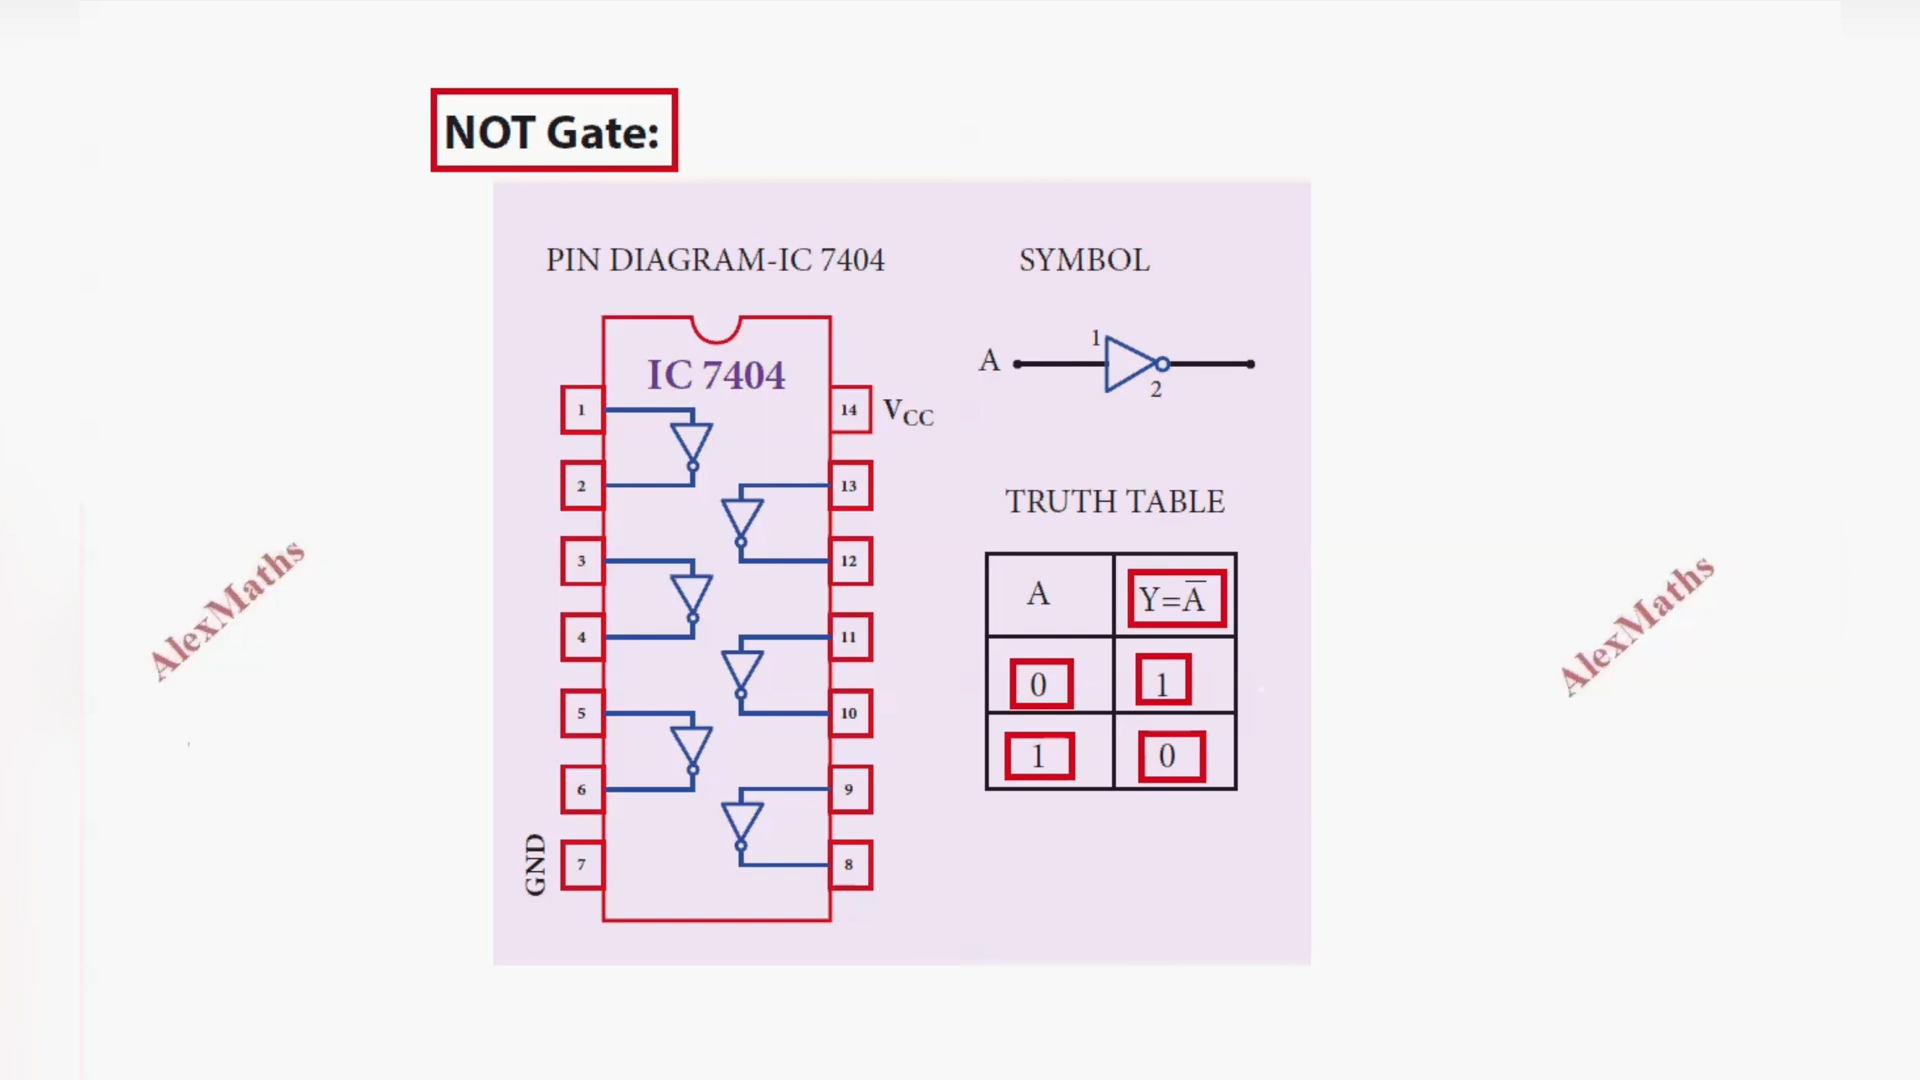 NOT Gate:
PIN DIAGRAM-IC 7404
IC 7404
1
2
3
4
5
6
7
GND
14
V_CC
13
12
11
10
9
8
SYMBOL
A
1
2
TRUTH TABLE
A Y=A̅
0 1
1 0
AlexMaths
AlexMaths